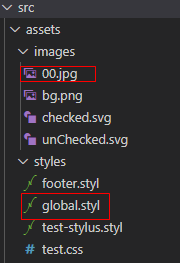 src
assets
images
00.jpg
bg.png
checked.svg
unChecked.svg
styles
footer.styl
global.styl
test-stylus.styl
# test.css